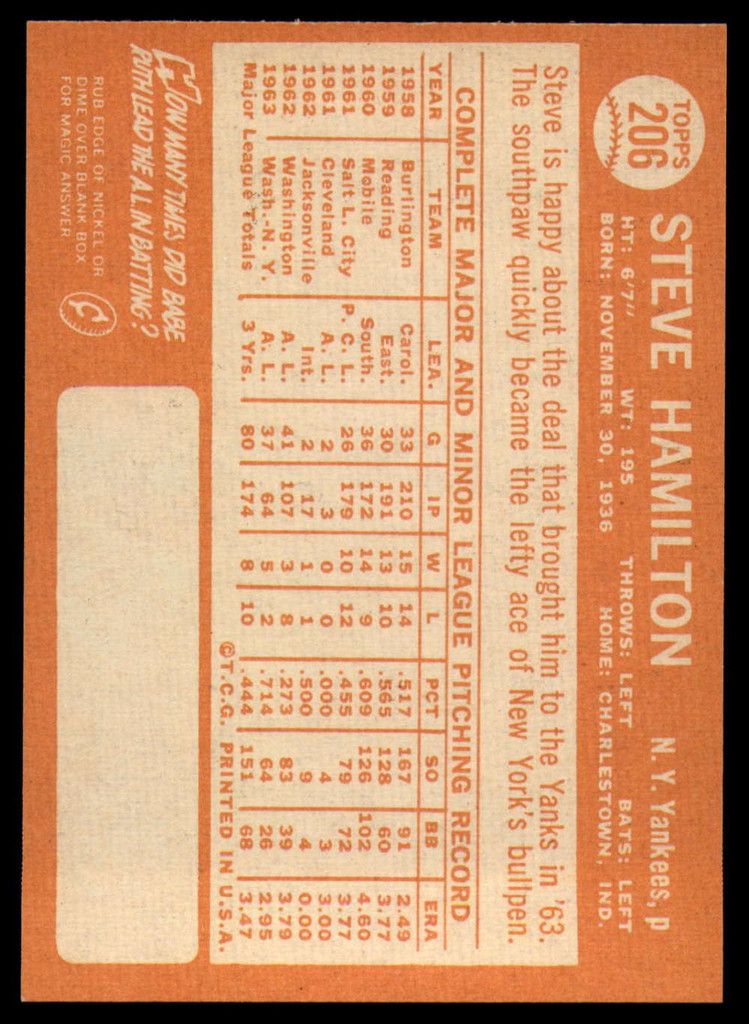 TOPPS
206
STEVE HAMILTON N. Y. Yankees, p
HT: 6'7" WT: 195 THROWS: LEFT BATS: LEFT
BORN: NOVEMBER 30, 1936 HOME: CHARLESTOWN, IND.
Steve is happy about the deal that brought him to the Yanks in '63.
The southpaw quickly became the lefty ace of New York's bullpen.
COMPLETE MAJOR AND MINOR LEAGUE PITCHING RECORD
YEAR TEAM LEA. G IP W L PCT SO BB ERA
1958 Burlington Carol. 33 210 15 14 .517 167 91 2.49
1959 Reading East. 30 191 13 10 .565 128 60 3.77
1960 Mobile South. 36 172 14 9 .609 126 102 4.60
1961 Salt L. City P. C. L. 26 179 10 12 .455 79 72 3.77
1961 Cleveland A. L. 2 3 0 0 .000 4 3 3.00
1962 Jacksonville Int. 2 17 1 1 .500 9 4 0.00
1962 Washington A. L. 41 107 3 8 .273 83 39 3.79
1963 Wash.-N. Y. A. L. 37 64 5 2 .714 64 26 2.95
Major League Totals 3 Yrs. 80 174 8 10 .444 151 68 3.47
©T.C.G. PRINTED IN U.S.A.
HOW MANY TIMES DID BABE
RUTH LEAD THE A.L. IN BATTING?
RUB EDGE OF NICKEL OR
DIME OVER BLANK BOX
FOR MAGIC ANSWER